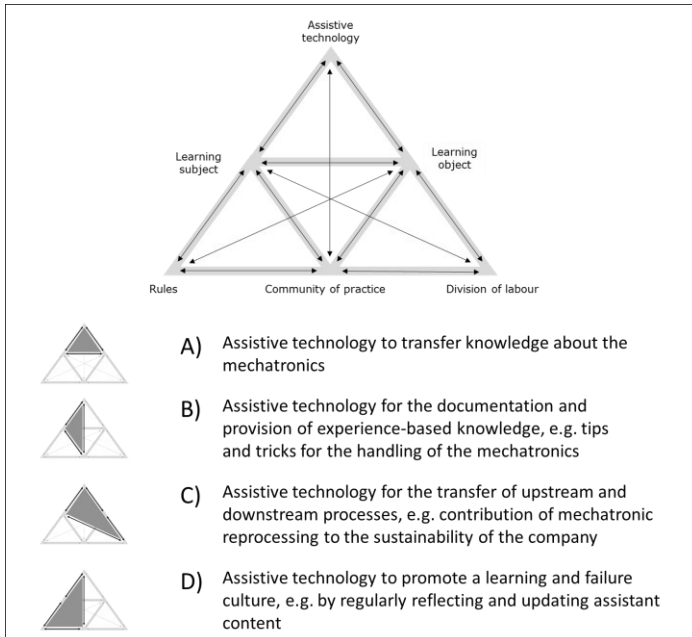 Assistive
technology
Learning
subject
Learning
object
Rules
Community of practice
Division of labour
A) Assistive technology to transfer knowledge about the
mechatronics
B) Assistive technology for the documentation and
provision of experience-based knowledge, e.g. tips
and tricks for the handling of the mechatronics
C) Assistive technology for the transfer of upstream and
downstream processes, e.g. contribution of mechatronic
reprocessing to the sustainability of the company
D) Assistive technology to promote a learning and failure
culture, e.g. by regularly reflecting and updating assistant
content